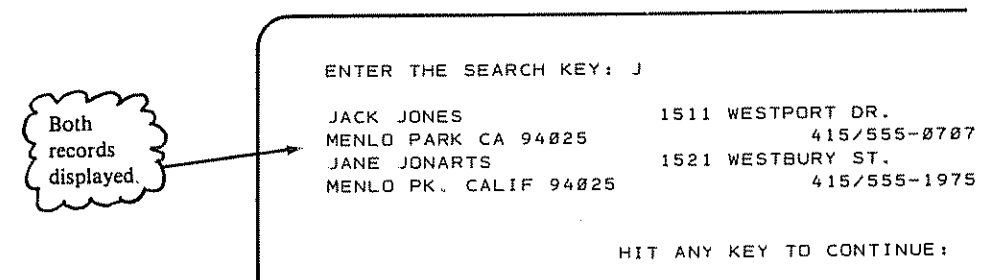 ENTER THE SEARCH KEY: J
Both
records
displayed.
JACK JONES 1511 WESTPORT DR.
MENLO PARK CA 94025 415/555-0707
JANE JONARTS 1521 WESTBURY ST.
MENLO PK. CALIF 94025 415/555-1975
HIT ANY KEY TO CONTINUE: